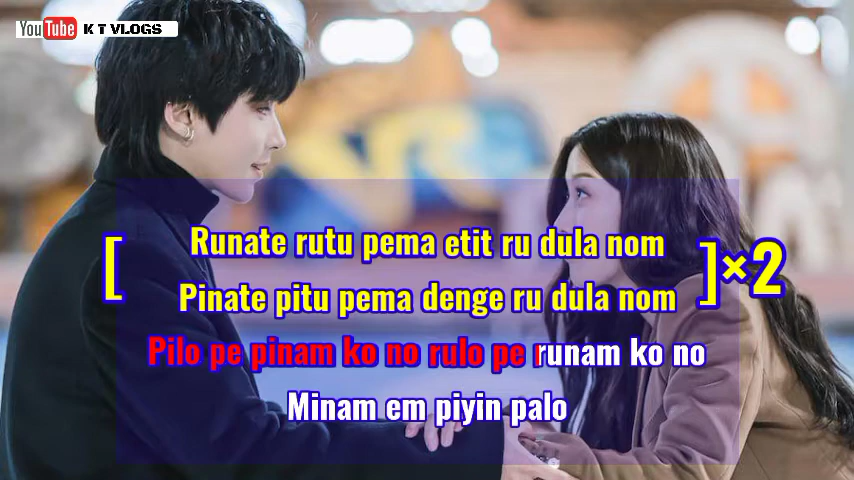 YouTube K T VLOGS
[ Runate rutu pema etit ru dula nom
Pinate pitu pema denge ru dula nom ]×2
Pilo pe pinam ko no rulo pe runam ko no
Minam em piyin palo